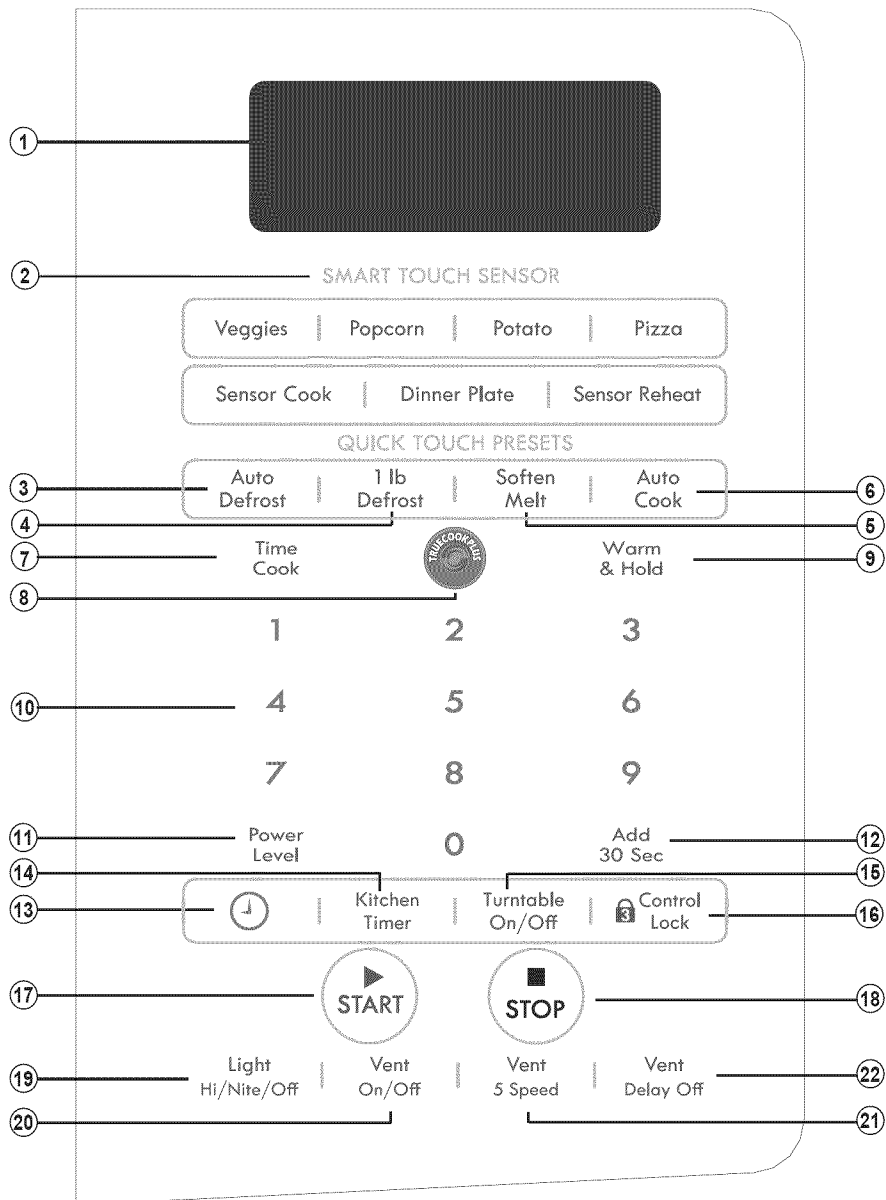 1
2 SMART TOUCH SENSOR
Veggies Popcorn Potato Pizza
Sensor Cook Dinner Plate Sensor Reheat
QUICK TOUCH PRESETS
3 Auto Defrost 1 lb Defrost Soften Melt Auto Cook 6
4 5
7 Time Cook TRUECOOKPLUS Warm & Hold 9
8
1 2 3
10 4 5 6
7 8 9
11 Power Level 0 Add 30 Sec 12
14 15
13 Kitchen Timer Turntable On/Off 3 Control Lock 16
17 START STOP 18
19 Light Hi/Nite/Off Vent On/Off Vent 5 Speed Vent Delay Off 22
20 21